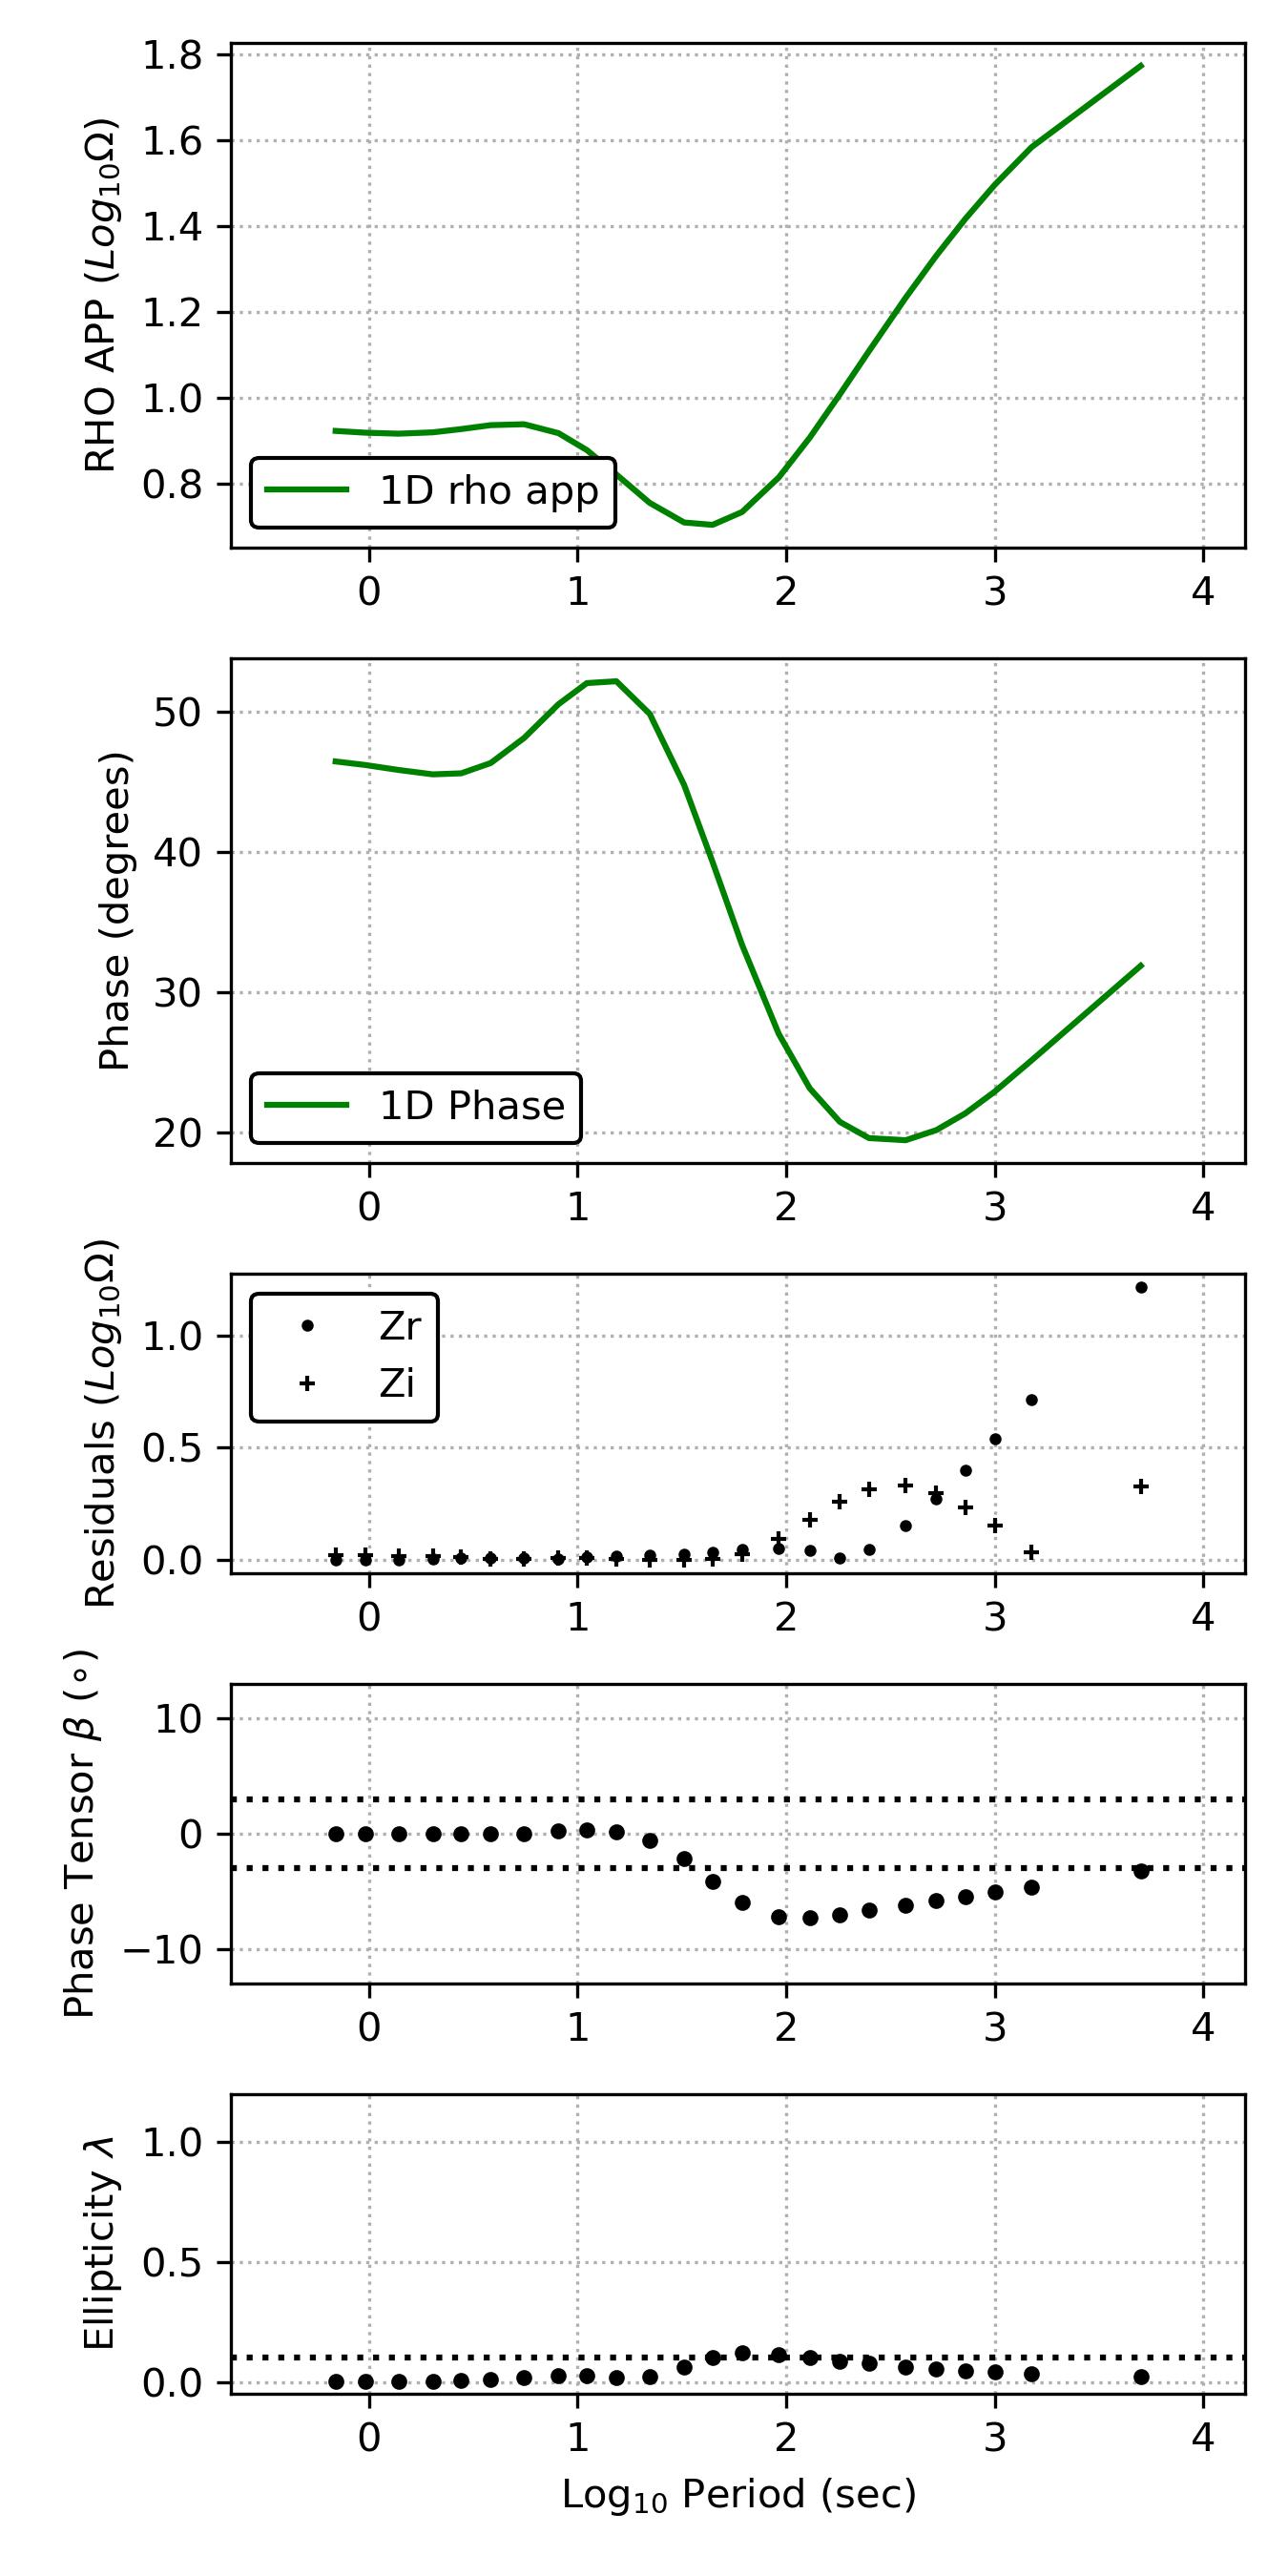 RHO APP (Log₁₀Ω)
1.8
1.6
1.4
1.2
1.0
0.8
1D rho app
0 1 2 3 4
Phase (degrees)
50
40
30
20
1D Phase
0 1 2 3 4
Residuals (Log₁₀Ω)
1.0
0.5
0.0
Zr
Zi
0 1 2 3 4
Phase Tensor β (∘)
10
0
−10
0 1 2 3 4
Ellipticity λ
1.0
0.5
0.0
0 1 2 3 4
Log₁₀ Period (sec)